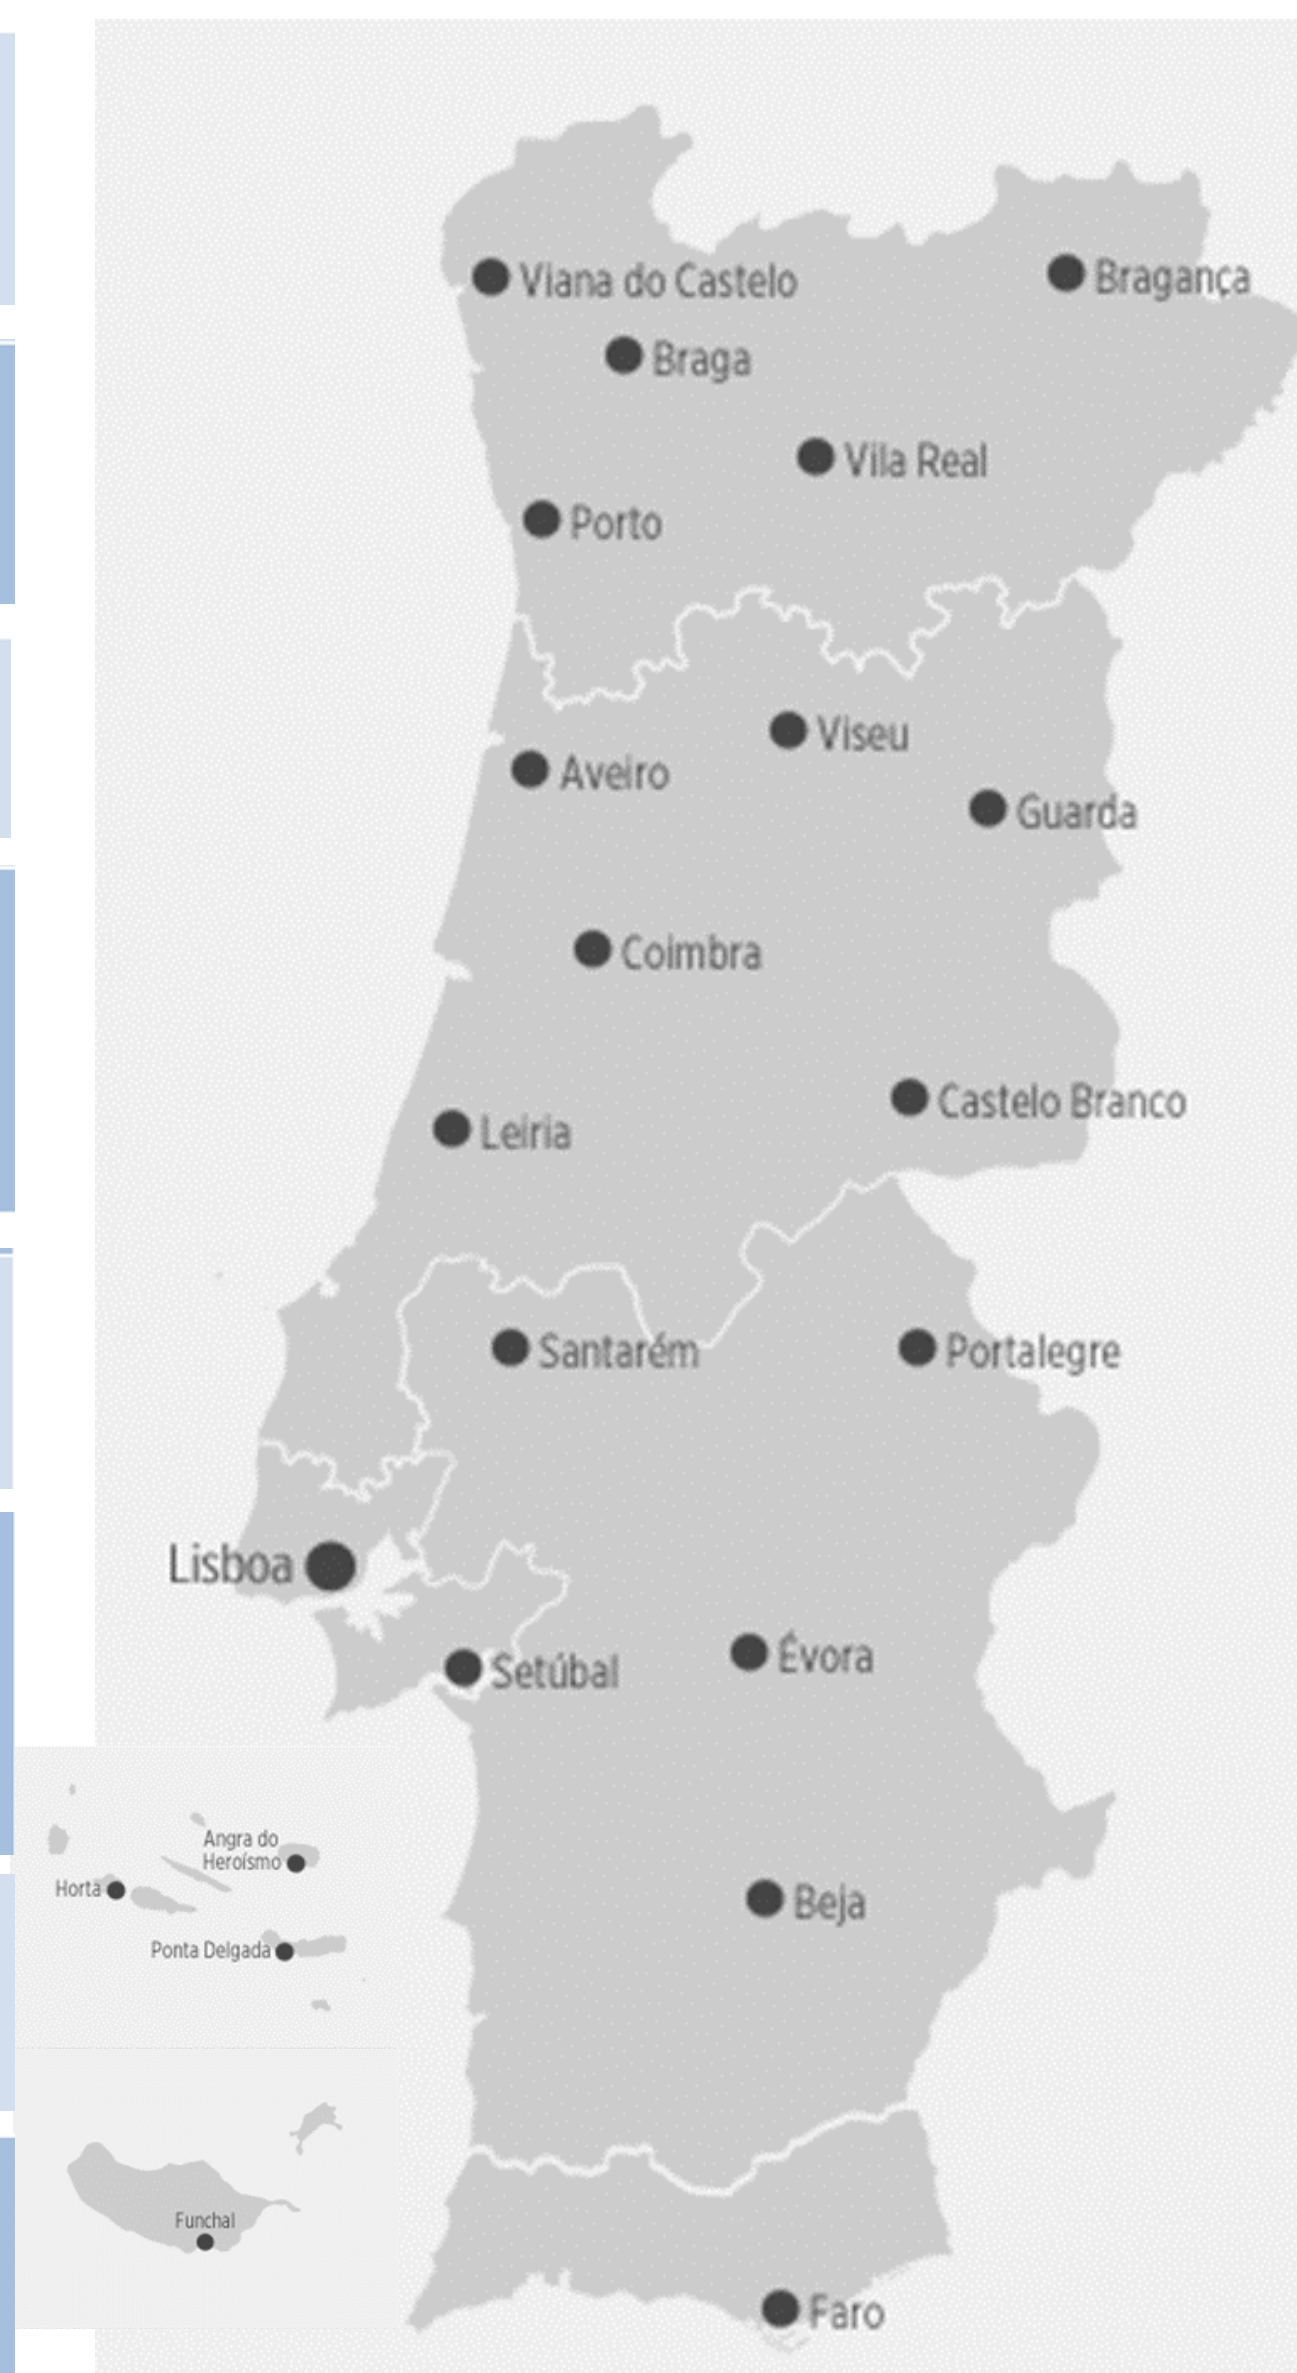 Viana do Castelo
Bragança
Braga
Vila Real
Porto
Viseu
Aveiro
Guarda
Coimbra
Castelo Branco
Leiria
Santarém
Portalegre
Lisboa
Évora
Setúbal
Angra do
Heroísmo
Horta
Beja
Ponta Delgada
Funchal
Faro